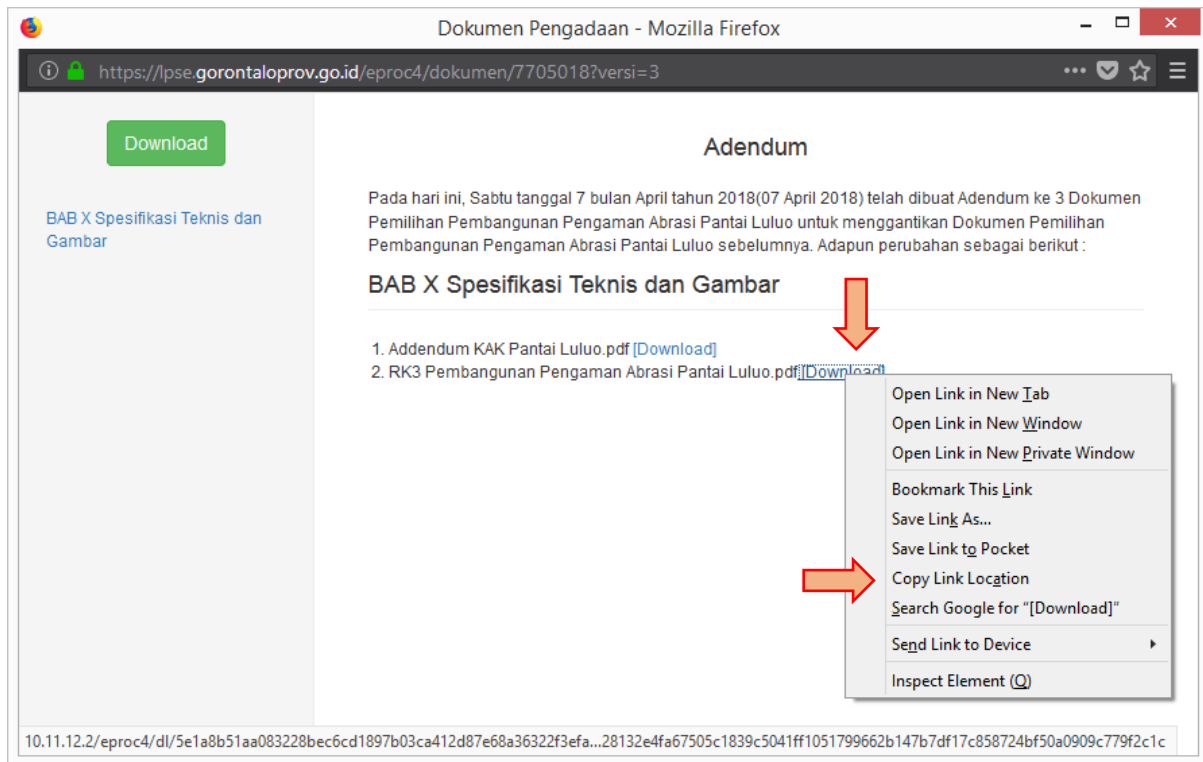 Dokumen Pengadaan - Mozilla Firefox
https://lpse.gorontaloprov.go.id/eproc4/dokumen/7705018?versi=3
Download
BAB X Spesifikasi Teknis dan
Gambar
Adendum
Pada hari ini, Sabtu tanggal 7 bulan April tahun 2018(07 April 2018) telah dibuat Adendum ke 3 Dokumen
Pemilihan Pembangunan Pengaman Abrasi Pantai Luluo untuk menggantikan Dokumen Pemilihan
Pembangunan Pengaman Abrasi Pantai Luluo sebelumnya. Adapun perubahan sebagai berikut :
BAB X Spesifikasi Teknis dan Gambar
1. Addendum KAK Pantai Luluo.pdf [Download]
2. RK3 Pembangunan Pengaman Abrasi Pantai Luluo.pdf[Download]
Open Link in New Tab
Open Link in New Window
Open Link in New Private Window
Bookmark This Link
Save Link As...
Save Link to Pocket
Copy Link Location
Search Google for “[Download]”
Send Link to Device
Inspect Element (Q)
10.11.12.2/eproc4/dl/5e1a8b51aa083228bec6cd1897b03ca412d87e68a36322f3efa...28132e4fa67505c1839c5041ff1051799662b147b7df17c858724bf50a0909c779f2c1c